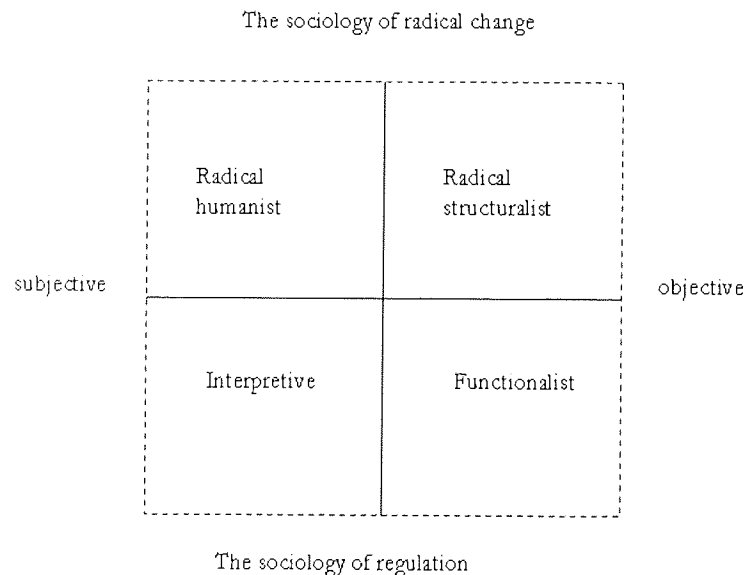 The sociology of radical change
Radical
humanist
Radical
structuralist
subjective
objective
Interpretive
Functionalist
The sociology of regulation